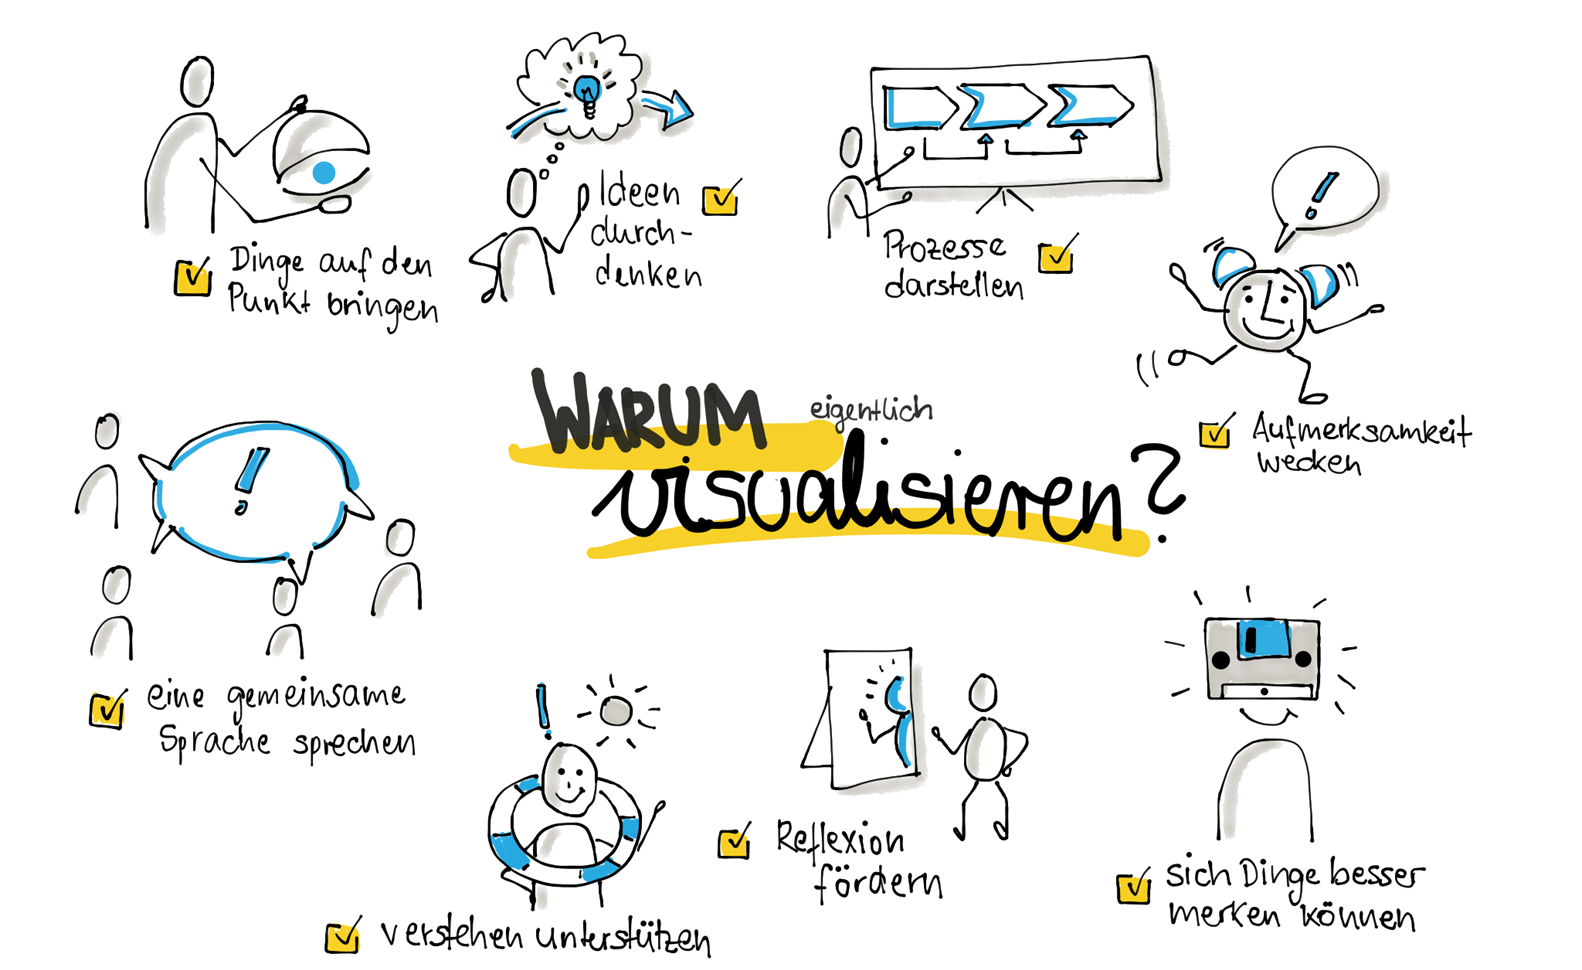 Dinge auf den
Punkt bringen
Ideen
durch-
denken
Prozesse
darstellen
!
Aufmerksamkeit
wecken
WARUM eigentlich
visualisieren?
!
eine gemeinsame
Sprache sprechen
!
verstehen unterstützen
Reflexion
fördern
sich Dinge besser
merken können